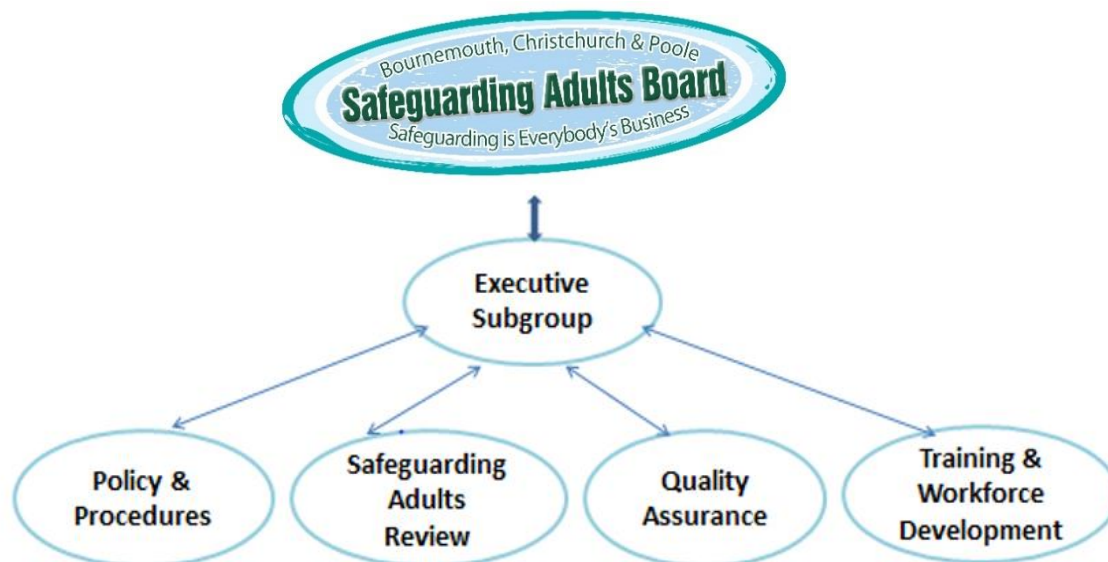 Bournemouth, Christchurch & Poole
Safeguarding Adults Board
Safeguarding is Everybody's Business
Executive
Subgroup
Policy &
Procedures
Safeguarding
Adults
Review
Quality
Assurance
Training &
Workforce
Development